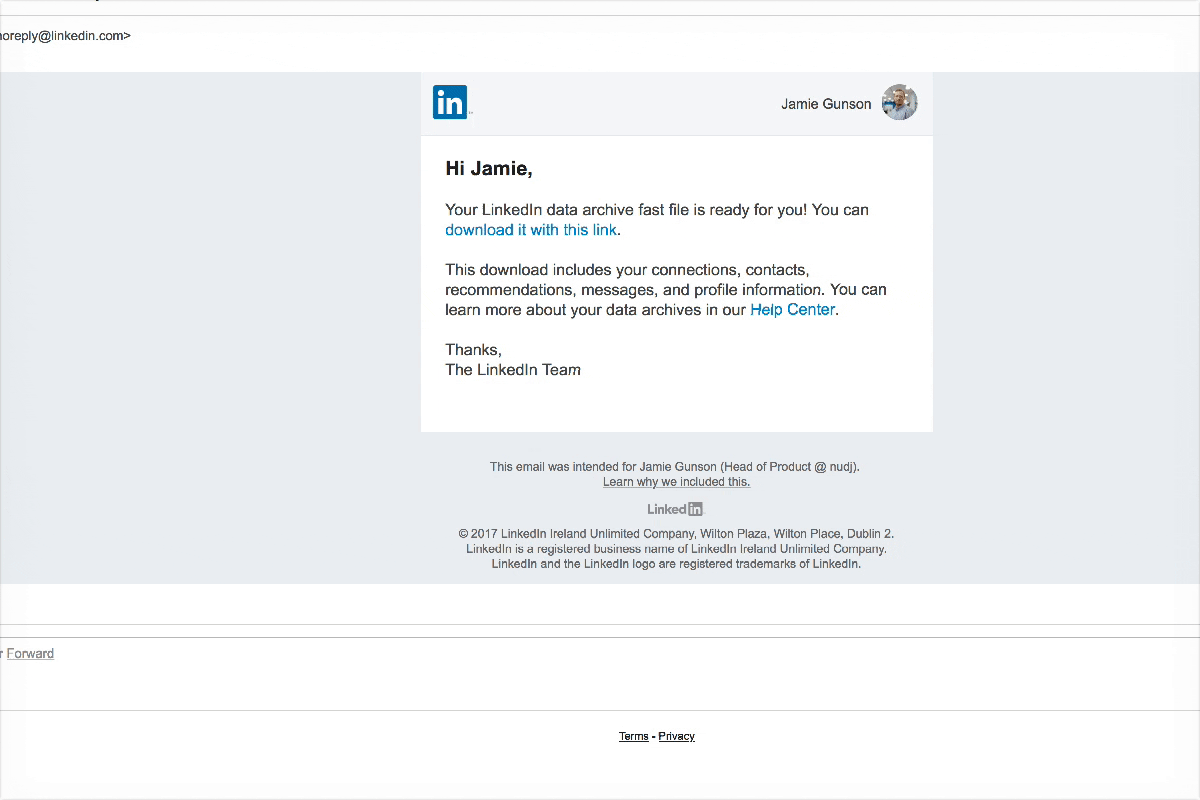 noreply@linkedin.com>
in
Jamie Gunson
Hi Jamie,
Your LinkedIn data archive fast file is ready for you! You can
download it with this link.
This download includes your connections, contacts,
recommendations, messages, and profile information. You can
learn more about your data archives in our Help Center.
Thanks,
The LinkedIn Team
This email was intended for Jamie Gunson (Head of Product @ nudj).
Learn why we included this.
Linked in
© 2017 LinkedIn Ireland Unlimited Company, Wilton Plaza, Wilton Place, Dublin 2.
LinkedIn is a registered business name of LinkedIn Ireland Unlimited Company.
LinkedIn and the LinkedIn logo are registered trademarks of LinkedIn.
r Forward
Terms - Privacy